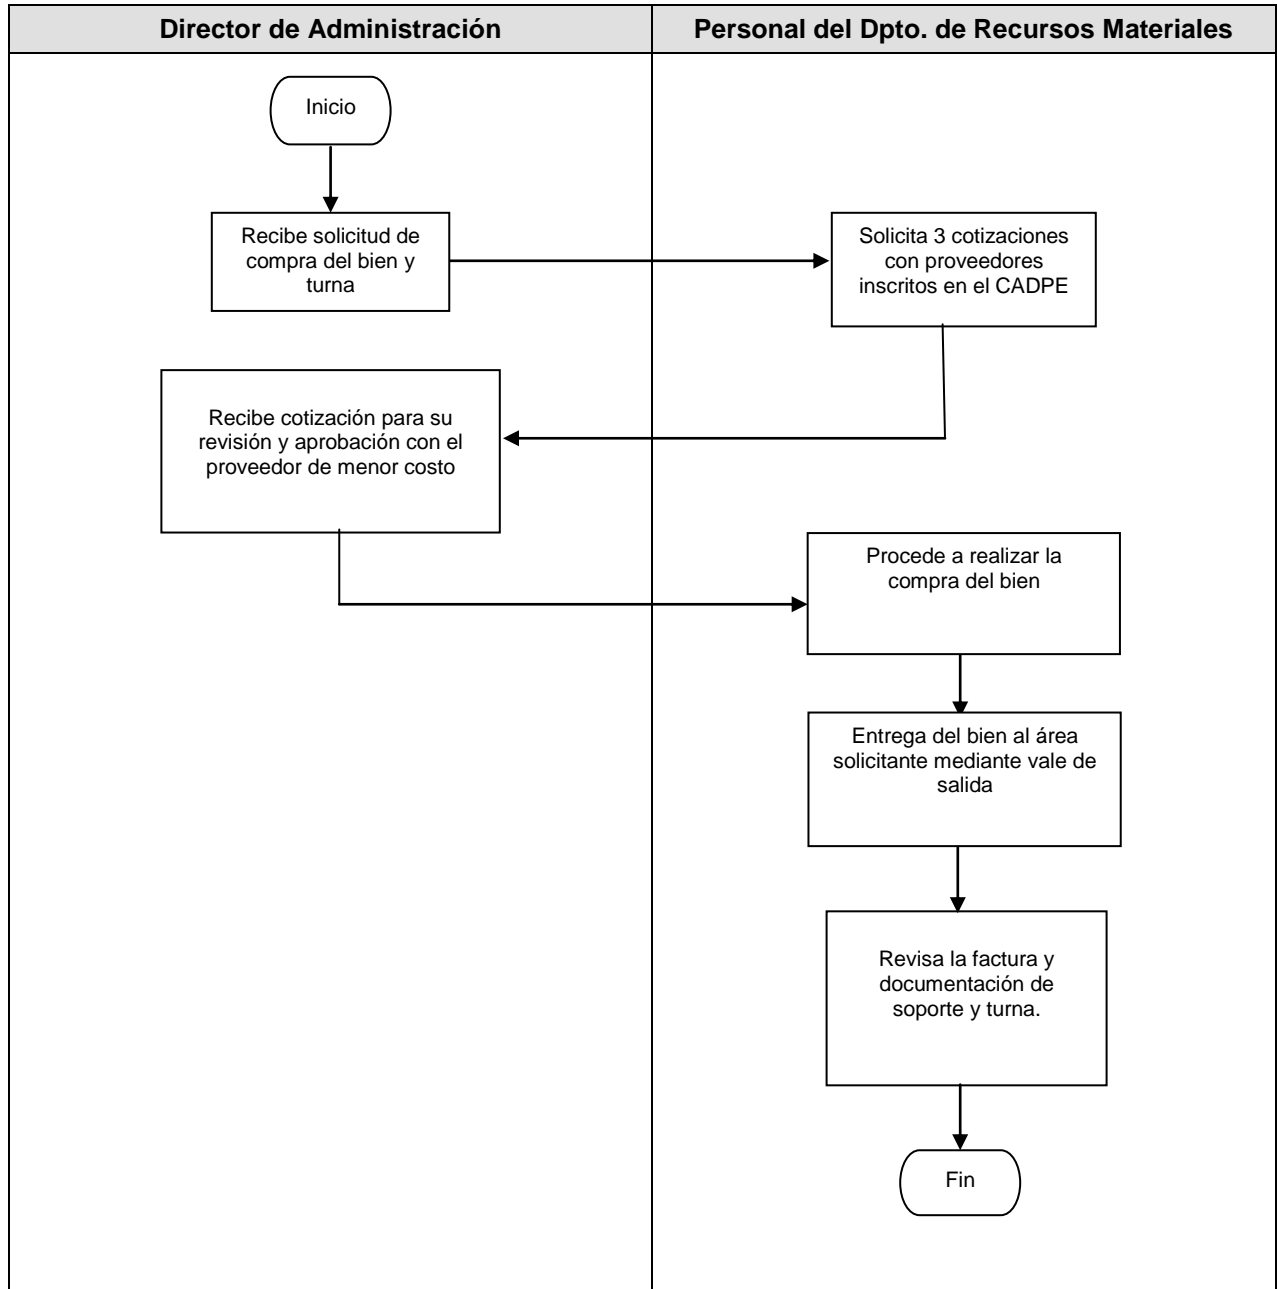 Director de Administración
Personal del Dpto. de Recursos Materiales
Inicio
Recibe solicitud de
compra del bien y
turna
Solicita 3 cotizaciones
con proveedores
inscritos en el CADPE
Recibe cotización para su
revisión y aprobación con el
proveedor de menor costo
Procede a realizar la
compra del bien
Entrega del bien al área
solicitante mediante vale de
salida
Revisa la factura y
documentación de
soporte y turna.
Fin